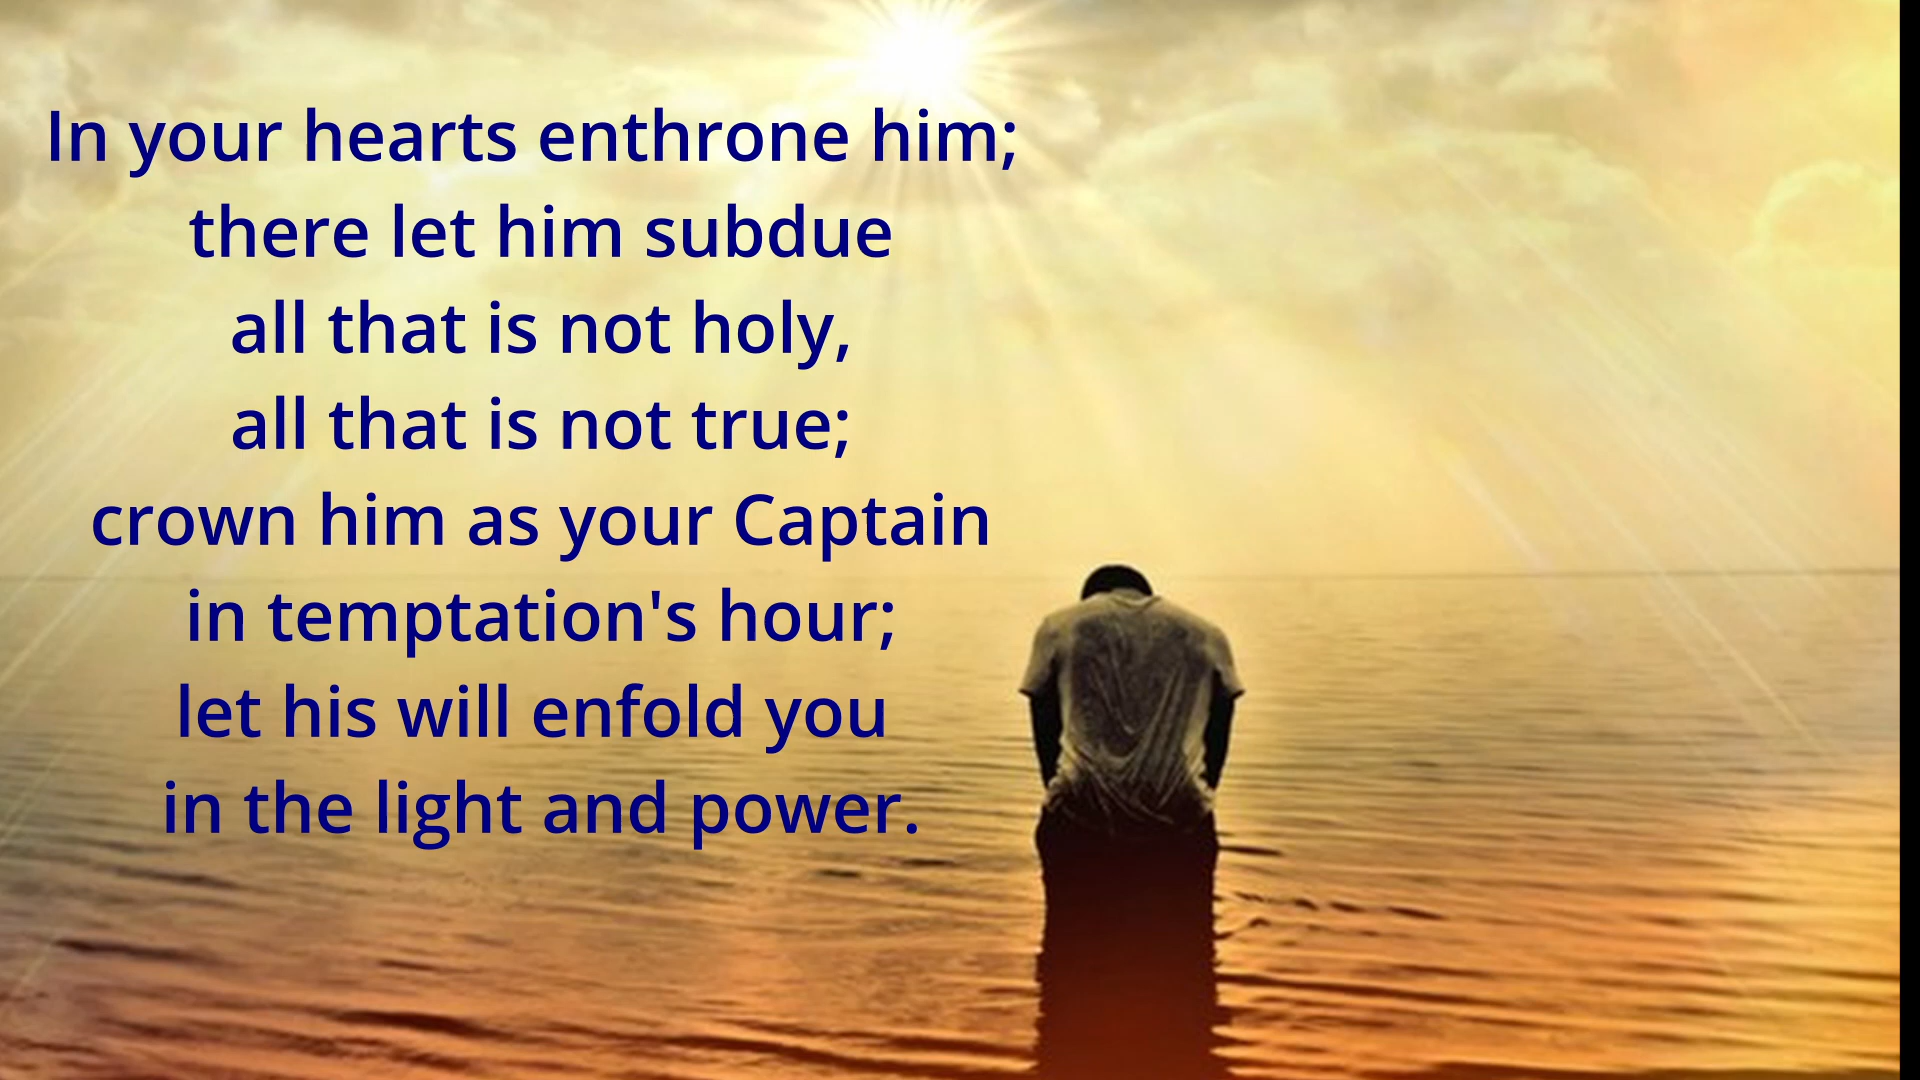 In your hearts enthrone him;
there let him subdue
all that is not holy,
all that is not true;
crown him as your Captain
in temptation's hour;
let his will enfold you
in the light and power.